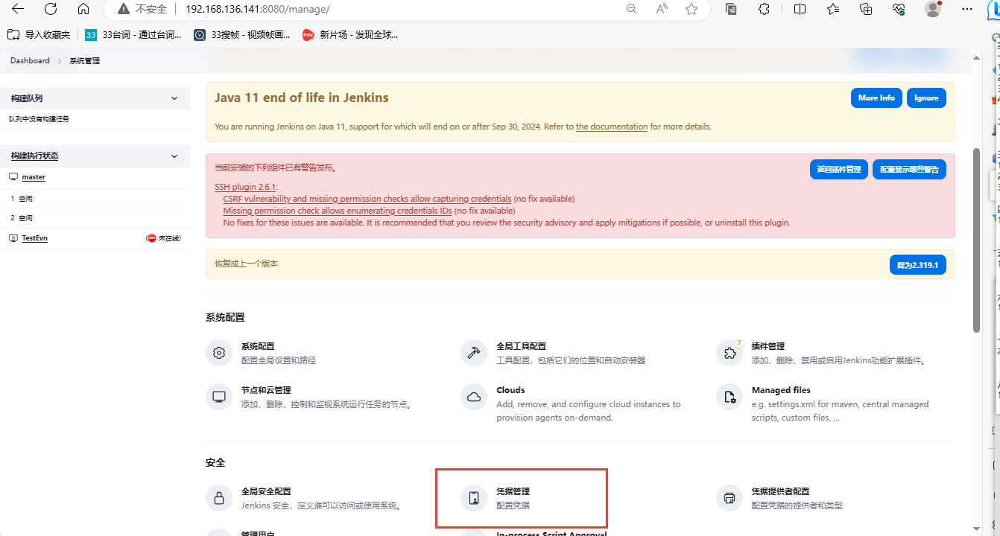 不安全 192.168.136.141:8080/manage/
导入收藏夹 33 33台词 - 通过台词... 33搜帧 - 视频帧画... new 新片场 - 发现全球...
Dashboard 系统管理
构建队列
队列中没有构建任务
构建执行状态
master
1 空闲
2 空闲
TestEvn (未在线)
Java 11 end of life in Jenkins
More Info Ignore
You are running Jenkins on Java 11, support for which will end on or after Sep 30, 2024. Refer to the documentation for more details.
当前安装的下列组件已有警告发布。
返回插件管理 配置显示哪些警告
SSH plugin 2.6.1:
CSRF vulnerability and missing permission checks allow capturing credentials (no fix available)
Missing permission check allows enumerating credentials IDs (no fix available)
No fixes for these issues are available. It is recommended that you review the security advisory and apply mitigations if possible, or uninstall this plugin.
恢复成上一个版本 降为2.319.1
系统配置
系统配置
配置全局设置和路径
全局工具配置
工具配置，包括它们的位置和自动安装器
7
插件管理
添加、删除、禁用或启用Jenkins功能扩展插件。
节点和云管理
添加、删除、控制和监视系统运行任务的节点。
Clouds
Add, remove, and configure cloud instances to
provision agents on-demand.
Managed files
e.g. settings.xml for maven, central managed
scripts, custom files, ...
安全
全局安全配置
Jenkins 安全，定义谁可以访问或使用系统。
凭据管理
配置凭据
凭据提供者配置
配置凭据的提供者和类型
管理用户
In-process Script Approval